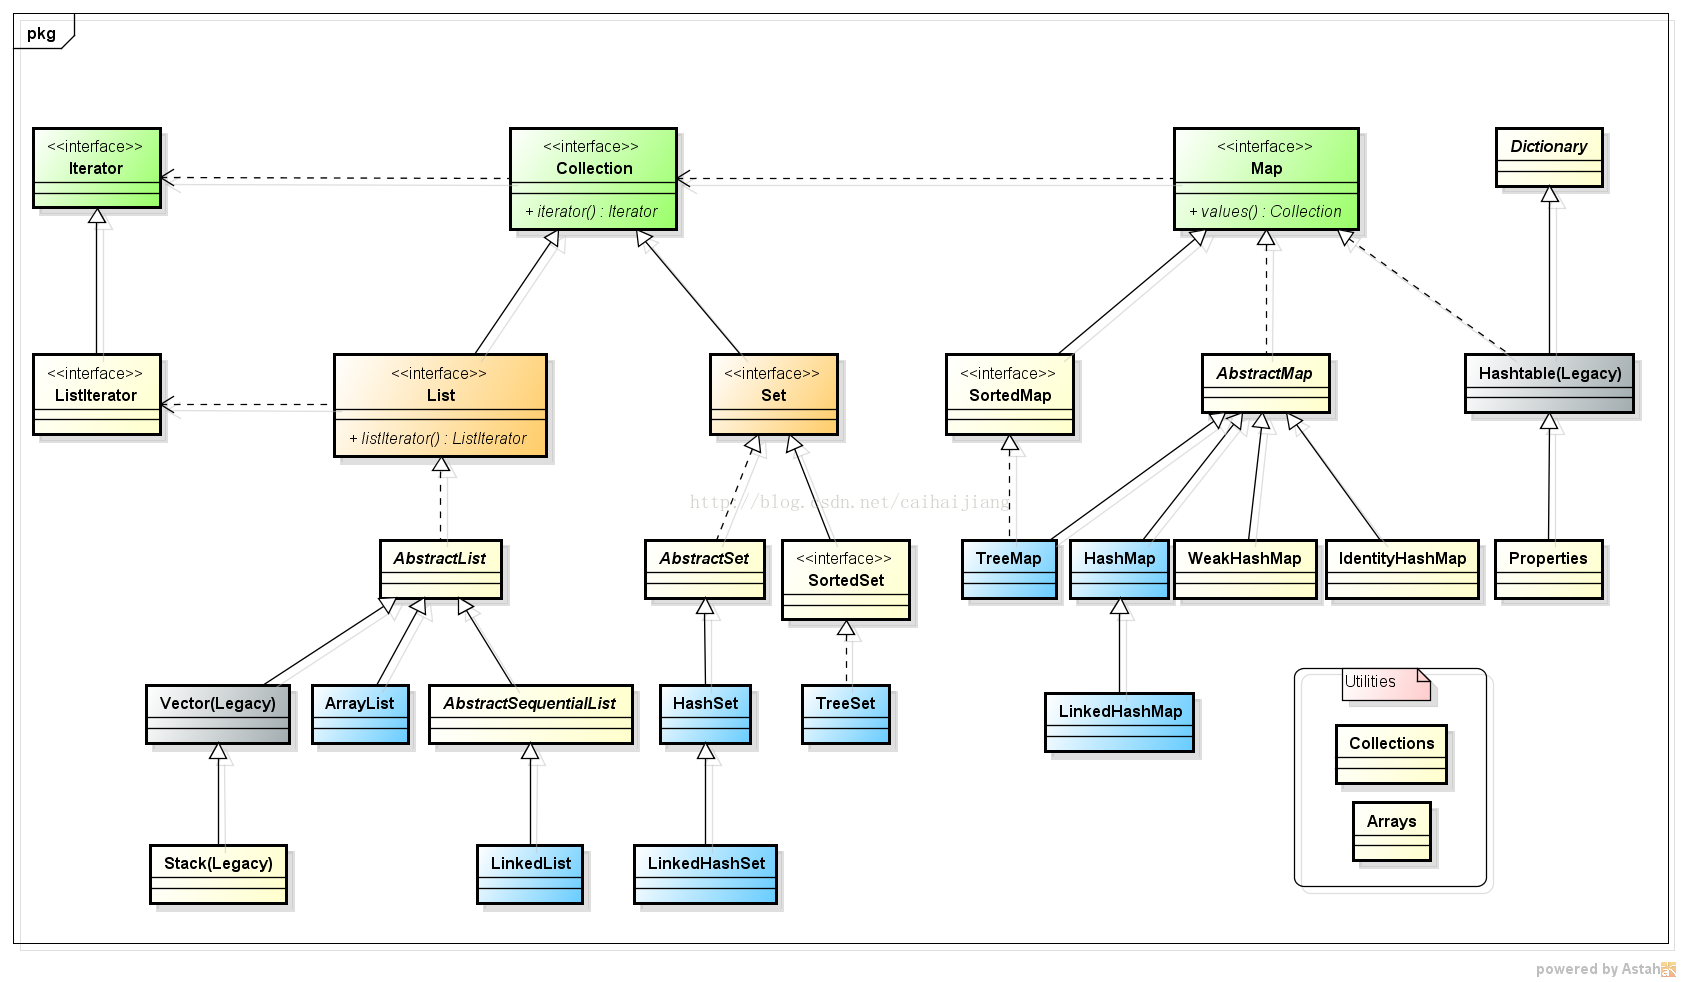 pkg
<<interface>>
Iterator
<<interface>>
Collection
+ iterator() : Iterator
<<interface>>
Map
+ values() : Collection
Dictionary
<<interface>>
ListIterator
<<interface>>
List
+ listIterator() : ListIterator
<<interface>>
Set
<<interface>>
SortedMap
AbstractMap
Hashtable(Legacy)
http://blog.csdn.net/caihaijiang
AbstractList
AbstractSet
<<interface>>
SortedSet
TreeMap
HashMap
WeakHashMap
IdentityHashMap
Properties
Vector(Legacy)
ArrayList
AbstractSequentialList
HashSet
TreeSet
LinkedHashMap
Utilities
Collections
Arrays
Stack(Legacy)
LinkedList
LinkedHashSet
powered by Astah